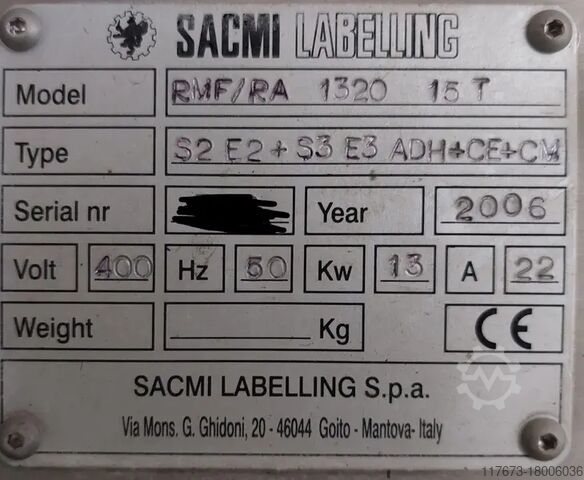 SACMI LABELLING
Model RMF/RA 1320 15 T
Type S2 E2 + S3 E3 ADH+CE+CM
Serial nr Year 2006
Volt 400 Hz 50 Kw 13 A 22
Weight Kg CE
SACMI LABELLING S.p.a.
Via Mons. G. Ghidoni, 20 - 46044 Goito - Mantova- Italy
117673-18006036